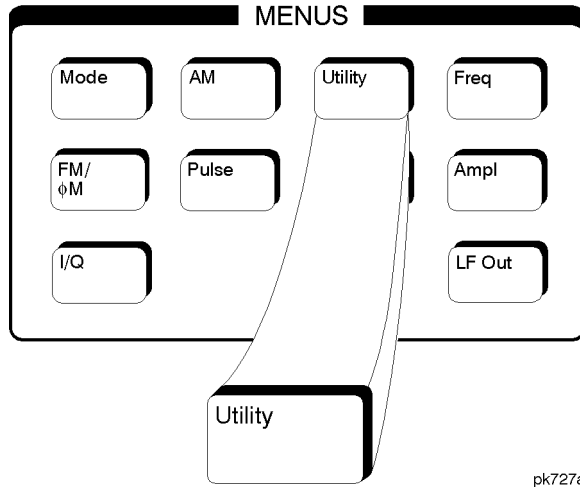 MENUS
Mode
AM
Utility
Freq
FM/
ϕM
Pulse
Ampl
I/Q
LF Out
Utility
pk727a